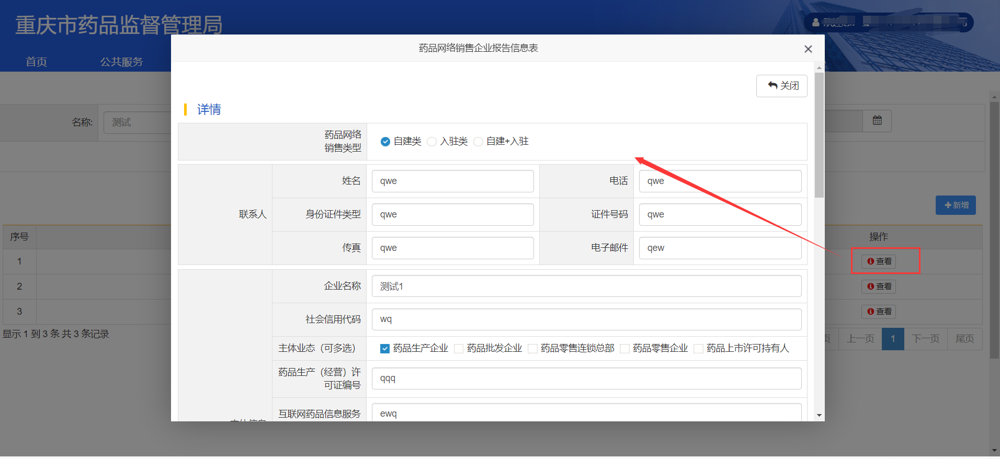 重庆市药品监督管理局
首页 公共服务
药品网络销售企业报告信息表
关闭
详情
名称: 测试
药品网络
销售类型
自建类 入驻类 自建+入驻
联系人
姓名 qwe 电话 qwe
身份证件类型 qwe 证件号码 qwe
传真 qwe 电子邮件 qew
新增
序号 操作
1 查看
2 查看
3 查看
显示 1 到 3 条 共 3 条记录
页 上一页 1 下一页 尾页
企业名称 测试1
社会信用代码 wq
主体业态（可多选） 药品生产企业 药品批发企业 药品零售连锁总部 药品零售企业 药品上市许可持有人
药品生产（经营）许
可证编号
qqq
互联网药品信息服务 ewq